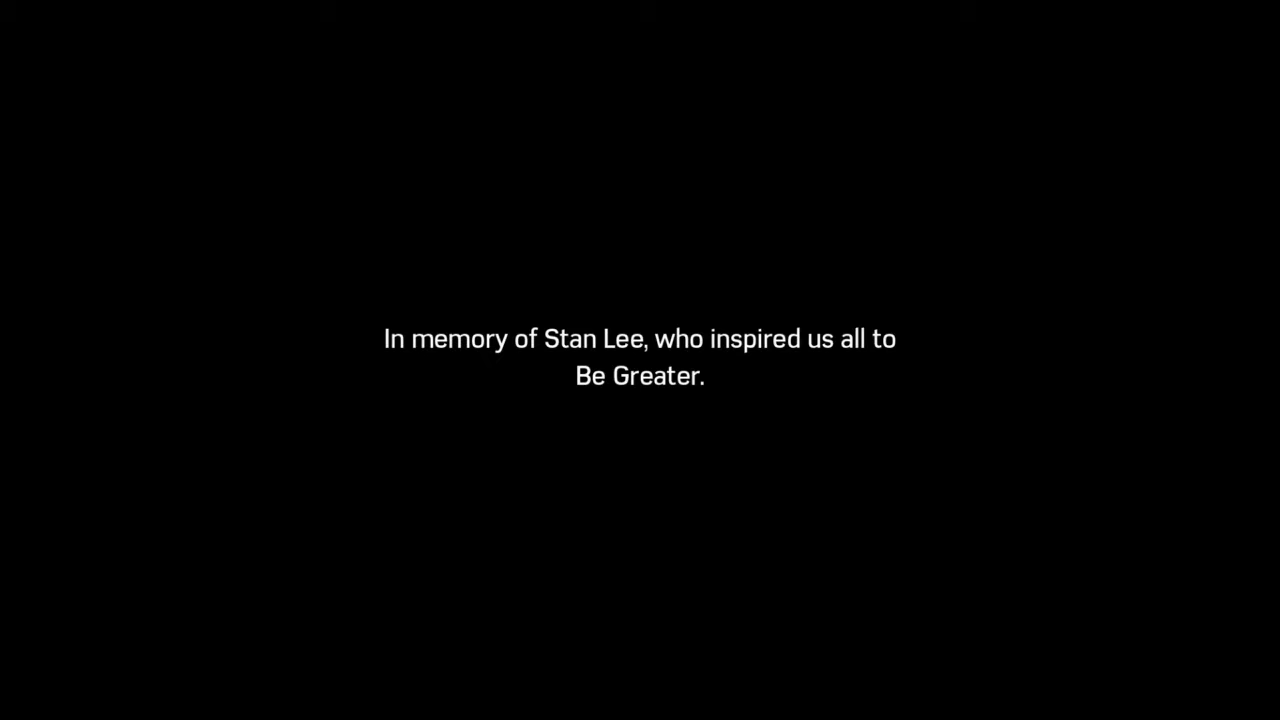 In memory of Stan Lee, who inspired us all to
Be Greater.